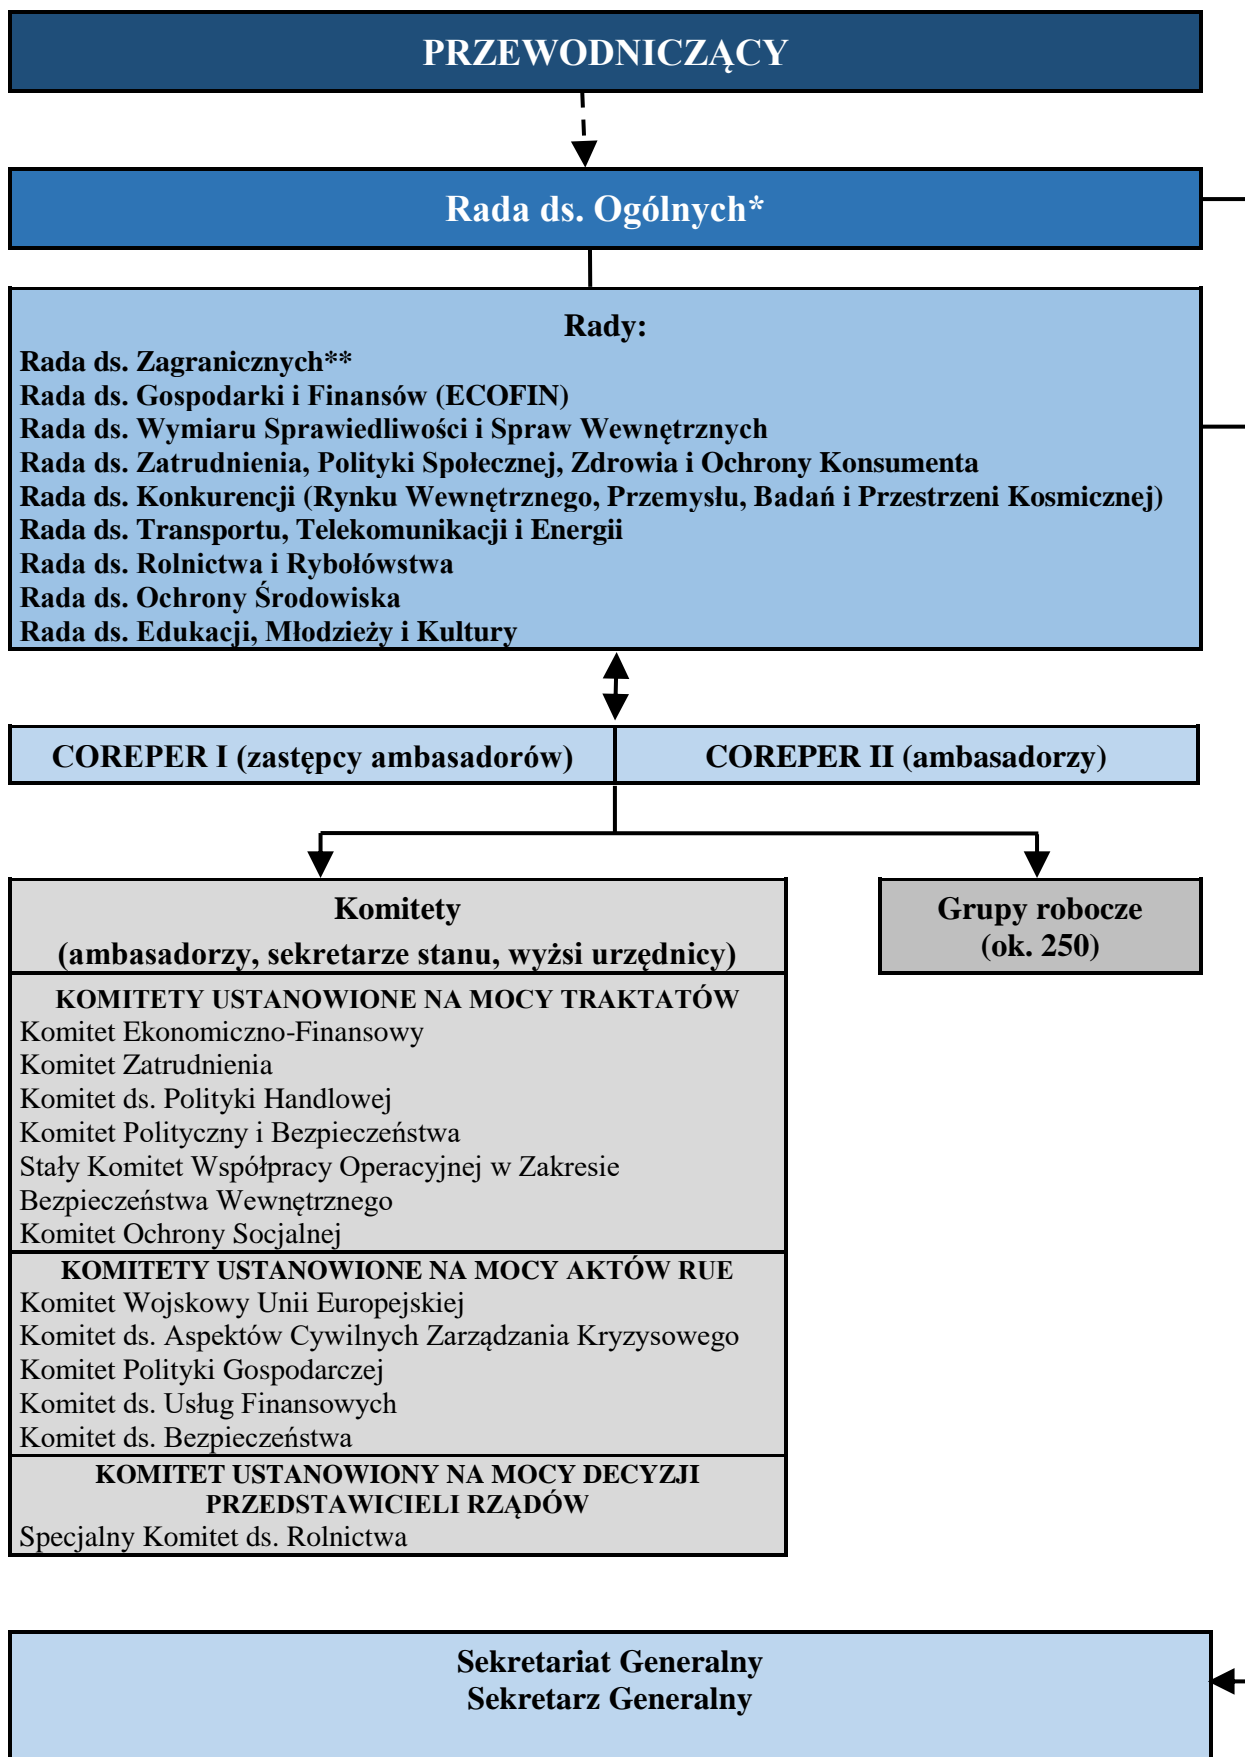 PRZEWODNICZĄCY
Rada ds. Ogólnych*
Rady:
Rada ds. Zagranicznych**
Rada ds. Gospodarki i Finansów (ECOFIN)
Rada ds. Wymiaru Sprawiedliwości i Spraw Wewnętrznych
Rada ds. Zatrudnienia, Polityki Społecznej, Zdrowia i Ochrony Konsumenta
Rada ds. Konkurencji (Rynku Wewnętrznego, Przemysłu, Badań i Przestrzeni Kosmicznej)
Rada ds. Transportu, Telekomunikacji i Energii
Rada ds. Rolnictwa i Rybołówstwa
Rada ds. Ochrony Środowiska
Rada ds. Edukacji, Młodzieży i Kultury
COREPER I (zastępcy ambasadorów)
COREPER II (ambasadorzy)
Komitety
(ambasadorzy, sekretarze stanu, wyżsi urzędnicy)
Grupy robocze
(ok. 250)
KOMITETY USTANOWIONE NA MOCY TRAKTATÓW
Komitet Ekonomiczno-Finansowy
Komitet Zatrudnienia
Komitet ds. Polityki Handlowej
Komitet Polityczny i Bezpieczeństwa
Stały Komitet Współpracy Operacyjnej w Zakresie
Bezpieczeństwa Wewnętrznego
Komitet Ochrony Socjalnej
KOMITETY USTANOWIONE NA MOCY AKTÓW RUE
Komitet Wojskowy Unii Europejskiej
Komitet ds. Aspektów Cywilnych Zarządzania Kryzysowego
Komitet Polityki Gospodarczej
Komitet ds. Usług Finansowych
Komitet ds. Bezpieczeństwa
KOMITET USTANOWIONY NA MOCY DECYZJI
PRZEDSTAWICIELI RZĄDÓW
Specjalny Komitet ds. Rolnictwa
Sekretariat Generalny
Sekretarz Generalny